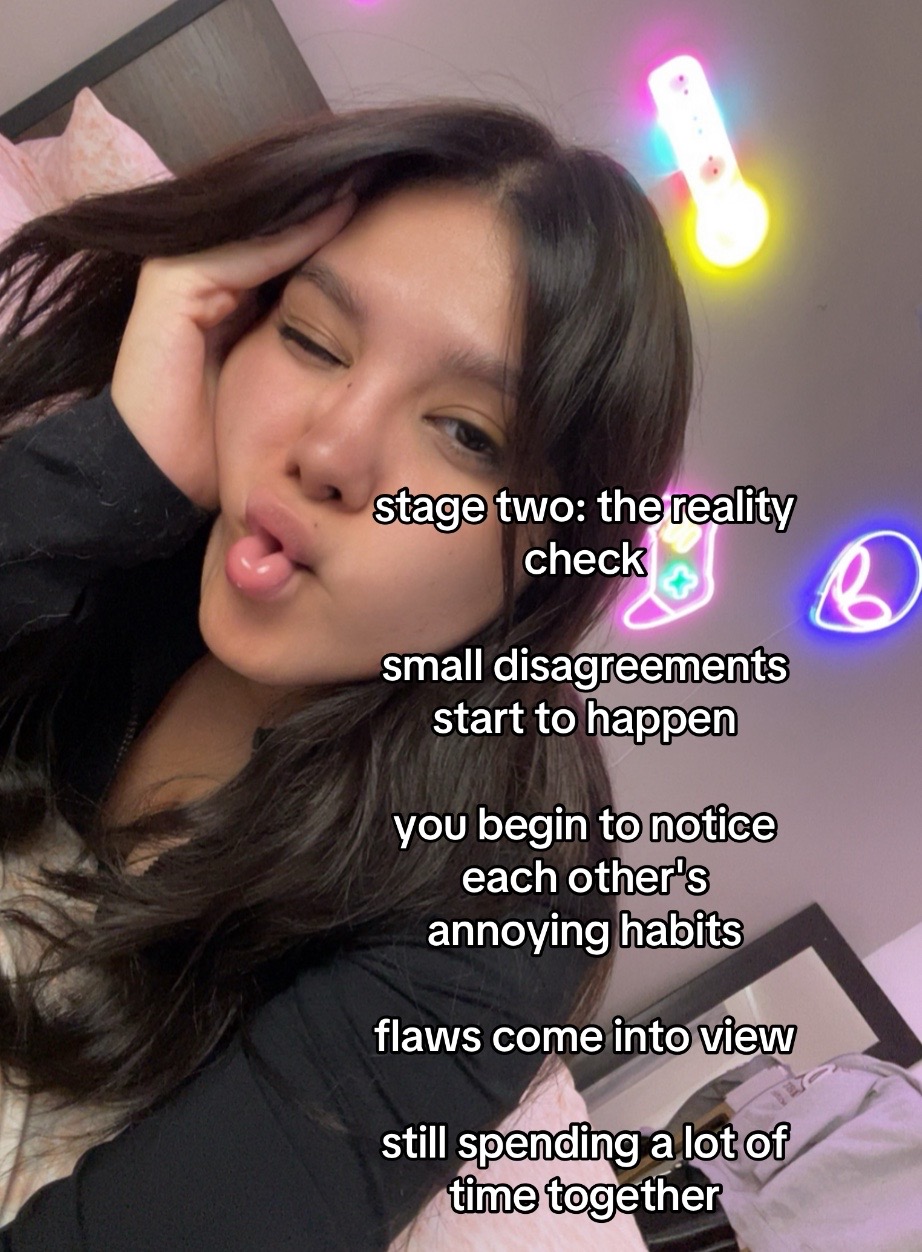 stage two: the reality
check
small disagreements
start to happen
you begin to notice
each other's
annoying habits
flaws come into view
still spending a lot of
time together